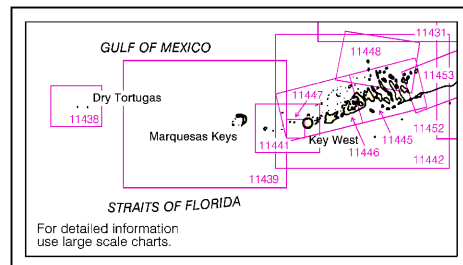 11431
GULF OF MEXICO
11448
11453
Dry Tortugas
11447
11438
Marquesas Keys
11441
Key West
11445
11452
11446
11442
11439
STRAITS OF FLORIDA
For detailed information
use large scale charts.